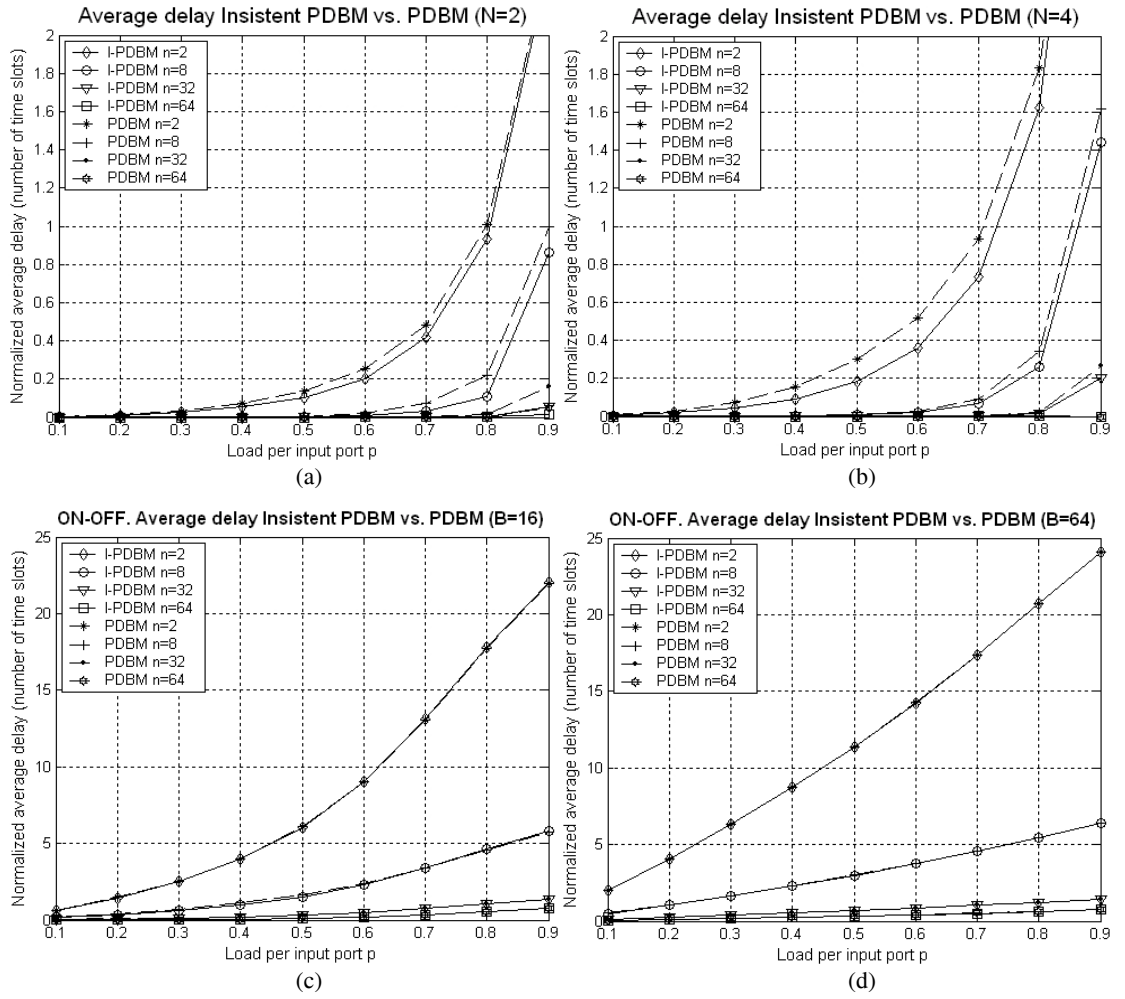 Average delay Insistent PDBM vs. PDBM (N=2)
Normalized average delay (number of time slots)
2
1.8
1.6
1.4
1.2
1
0.8
0.6
0.4
0.2
0
I-PDBM n=2
I-PDBM n=8
I-PDBM n=32
I-PDBM n=64
PDBM n=2
PDBM n=8
PDBM n=32
PDBM n=64
0.1 0.2 0.3 0.4 0.5 0.6 0.7 0.8 0.9
Load per input port p
(a)
Average delay Insistent PDBM vs. PDBM (N=4)
Normalized average delay (number of time slots)
2
1.8
1.6
1.4
1.2
1
0.8
0.6
0.4
0.2
0
I-PDBM n=2
I-PDBM n=8
I-PDBM n=32
I-PDBM n=64
PDBM n=2
PDBM n=8
PDBM n=32
PDBM n=64
0.1 0.2 0.3 0.4 0.5 0.6 0.7 0.8 0.9
Load per input port p
(b)
ON-OFF. Average delay Insistent PDBM vs. PDBM (B=16)
Normalized average delay (number of time slots)
25
20
15
10
5
0
I-PDBM n=2
I-PDBM n=8
I-PDBM n=32
I-PDBM n=64
PDBM n=2
PDBM n=8
PDBM n=32
PDBM n=64
0.1 0.2 0.3 0.4 0.5 0.6 0.7 0.8 0.9
Load per input port p
(c)
ON-OFF. Average delay Insistent PDBM vs. PDBM (B=64)
Normalized average delay (number of time slots)
25
20
15
10
5
0
I-PDBM n=2
I-PDBM n=8
I-PDBM n=32
I-PDBM n=64
PDBM n=2
PDBM n=8
PDBM n=32
PDBM n=64
0.1 0.2 0.3 0.4 0.5 0.6 0.7 0.8 0.9
Load per input port p
(d)